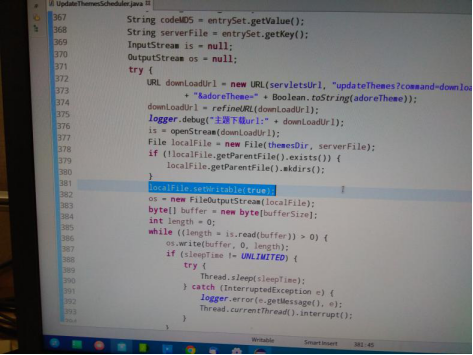 UpdateThemesScheduler.java
367 String codeMD5 = entrySet.getValue();
368 String serverFile = entrySet.getKey();
369 InputStream is = null;
370 OutputStream os = null;
371 try {
372 URL downLoadUrl = new URL(servletsUrl, "updateThemes?command=downloa
373 + "&adoreTheme=" + Boolean.toString(adoreTheme));
374 downLoadUrl = refineURL(downLoadUrl);
375 logger.debug("主题下载url:" + downLoadUrl);
376 is = openStream(downLoadUrl);
377 File localFile = new File(themesDir, serverFile);
378 if (!localFile.getParentFile().exists()) {
379 localFile.getParentFile().mkdirs();
380 }
381 localFile.setWritable(true);
382 os = new FileOutputStream(localFile);
383 byte[] buffer = new byte[bufferSize];
384 int length = 0;
385 while ((length = is.read(buffer)) > 0) {
386 os.write(buffer, 0, length);
387 if (sleepTime != UNLIMITED) {
388 try {
389 Thread.sleep(sleepTime);
390 } catch (InterruptedException e) {
391 logger.error(e.getMessage(), e);
392 Thread.currentThread().interrupt();
393 }
Writable Smart Insert 381 : 45